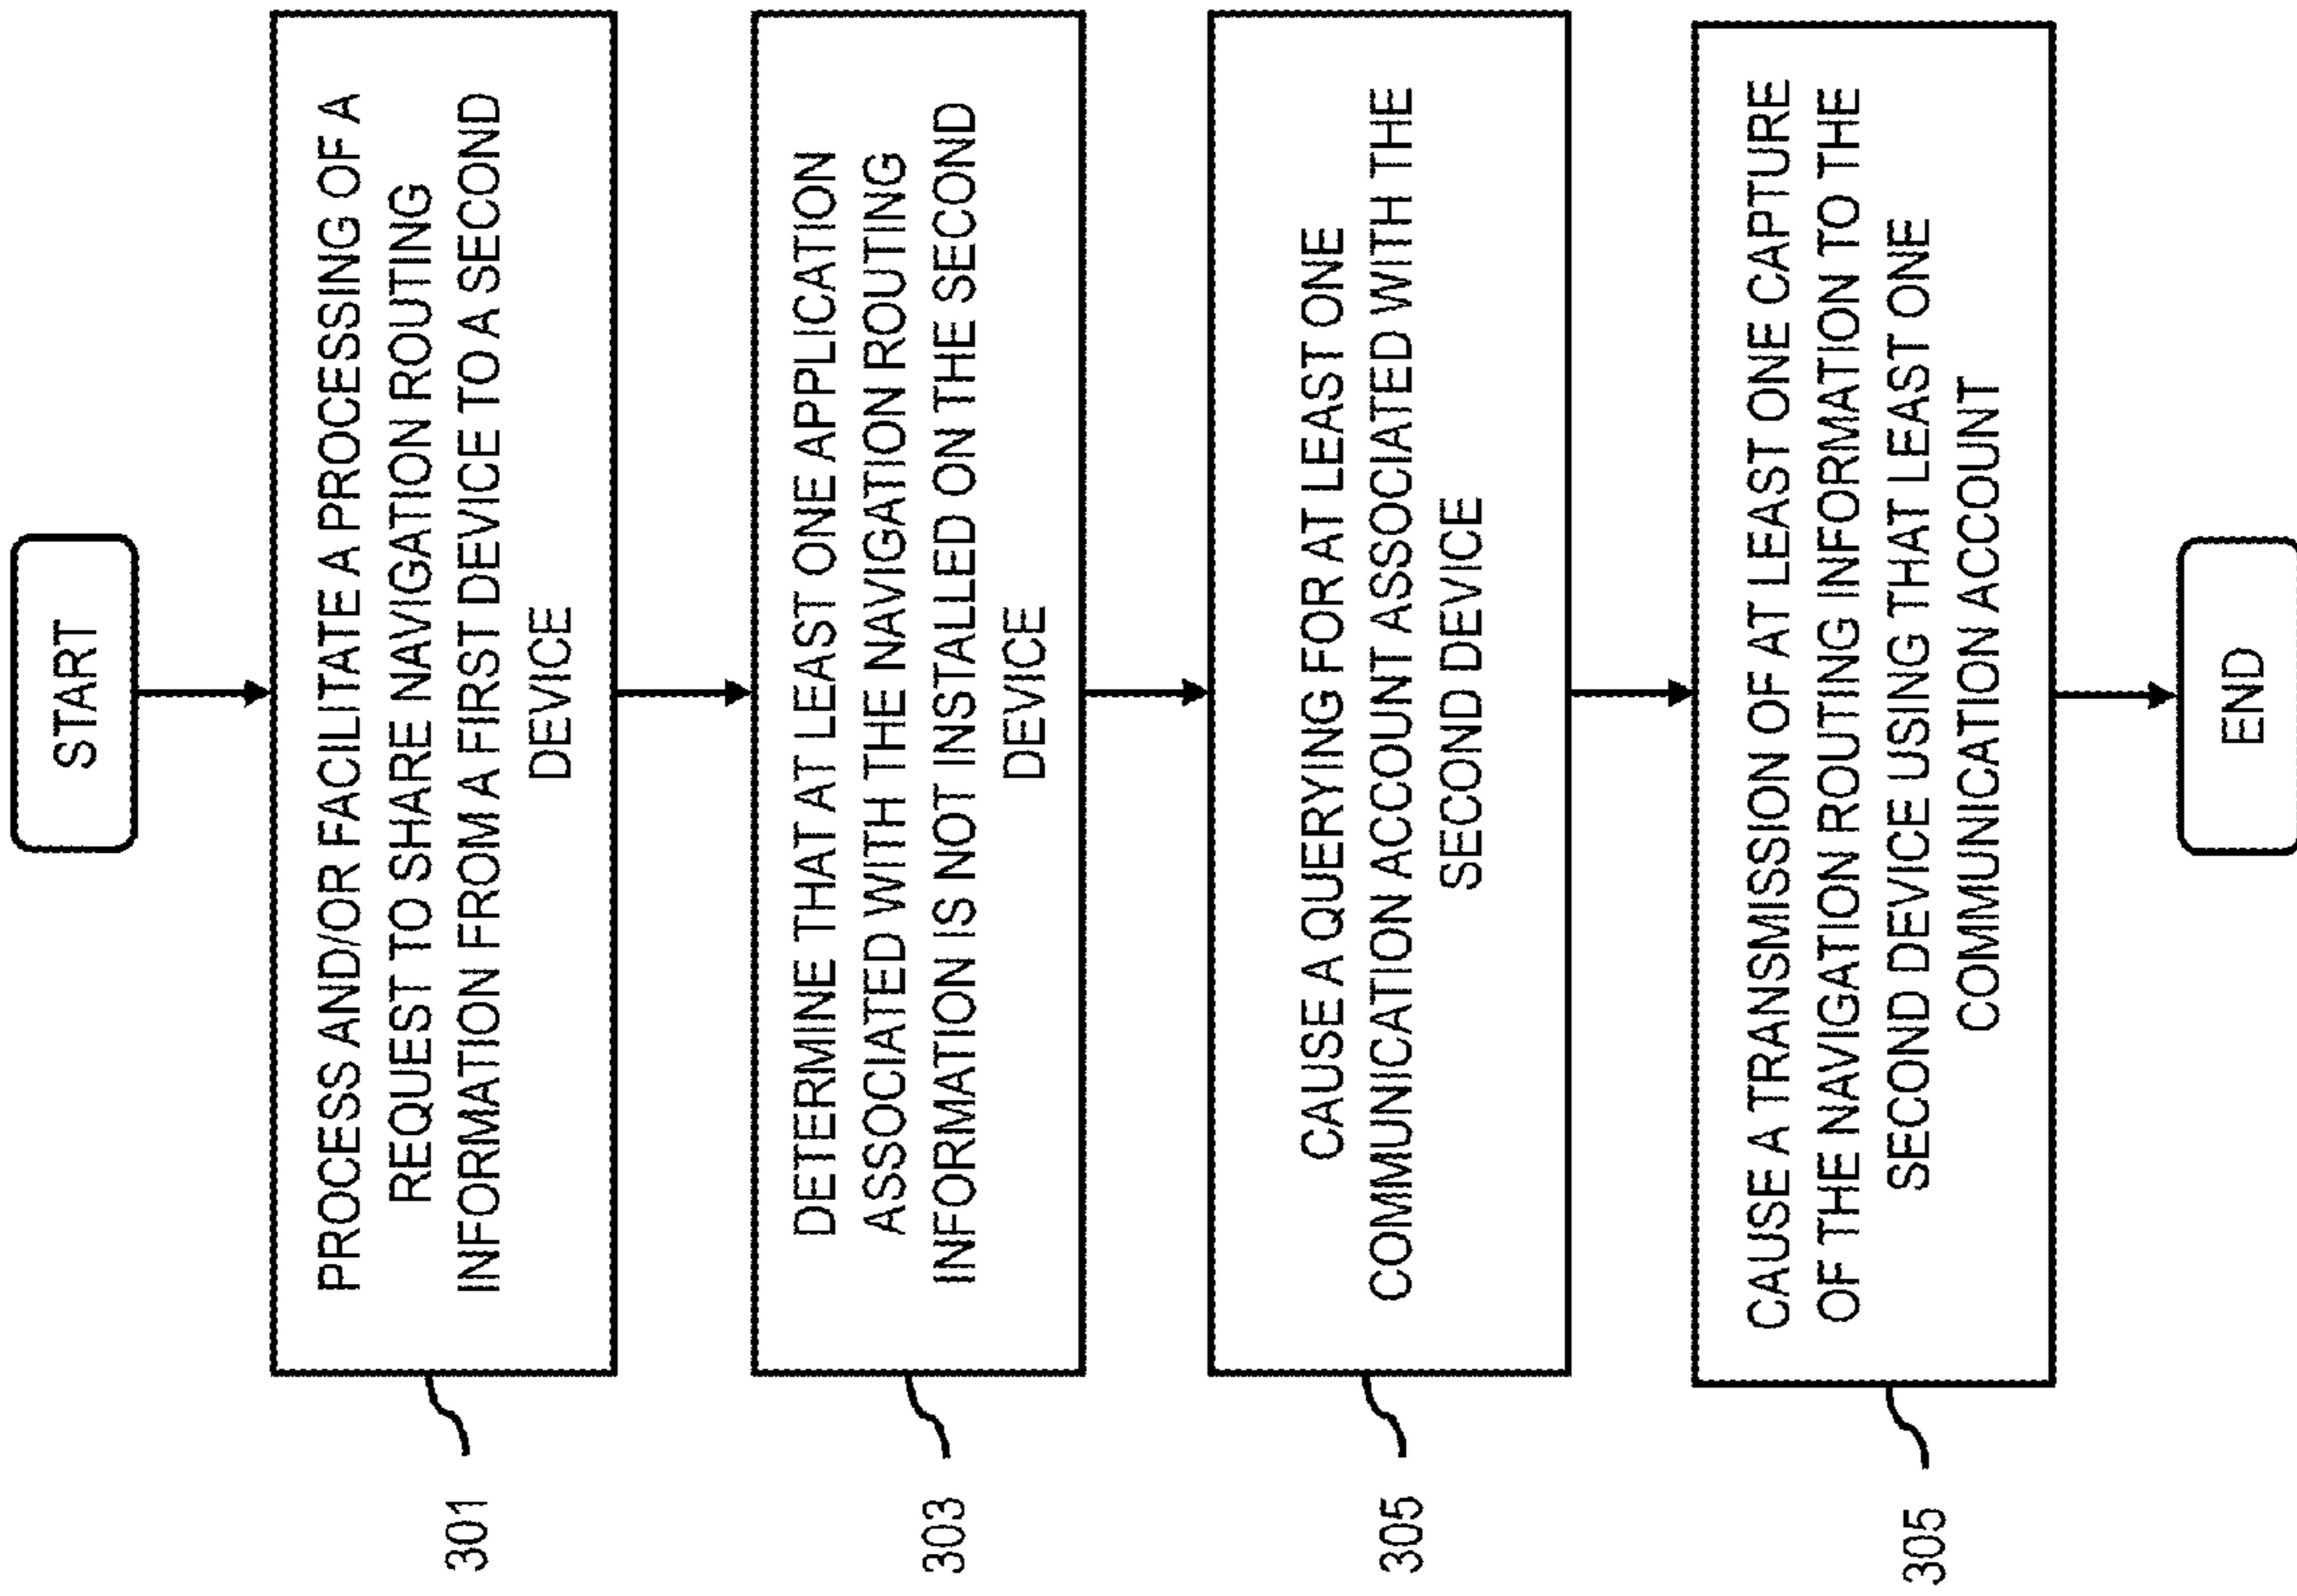 START
301
PROCESS AND/OR FACILITATE A PROCESSING OF A
REQUEST TO SHARE NAVIGATION ROUTING
INFORMATION FROM A FIRST DEVICE TO A SECOND
DEVICE
303
DETERMINE THAT AT LEAST ONE APPLICATION
ASSOCIATED WITH THE NAVIGATION ROUTING
INFORMATION IS NOT INSTALLED ON THE SECOND
DEVICE
305
CAUSE A QUERYING FOR AT LEAST ONE
COMMUNICATION ACCOUNT ASSOCIATED WITH THE
SECOND DEVICE
305
CAUSE A TRANSMISSION OF AT LEAST ONE CAPTURE
OF THE NAVIGATION ROUTING INFORMATION TO THE
SECOND DEVICE USING THAT LEAST ONE
COMMUNICATION ACCOUNT
END